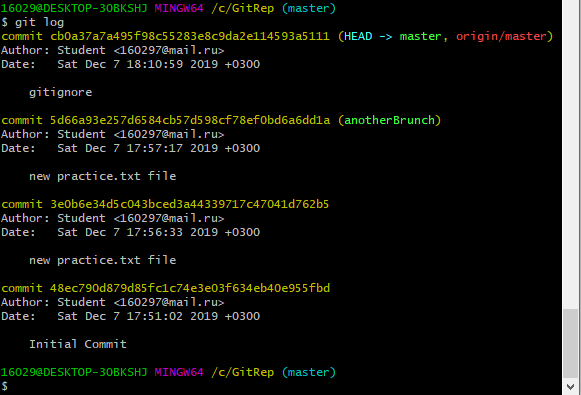 16029@DESKTOP-3OBKSHJ MINGW64 /c/GitRep (master)
$ git log
commit cb0a37a7a495f98c55283e8c9da2e114593a5111 (HEAD -> master, origin/master)
Author: Student <160297@mail.ru>
Date:   Sat Dec 7 18:10:59 2019 +0300

    gitignore

commit 5d66a93e257d6584cb57d598cf78ef0bd6a6dd1a (anotherBrunch)
Author: Student <160297@mail.ru>
Date:   Sat Dec 7 17:57:17 2019 +0300

    new practice.txt file

commit 3e0b6e34d5c043bced3a44339717c47041d762b5
Author: Student <160297@mail.ru>
Date:   Sat Dec 7 17:56:33 2019 +0300

    new practice.txt file

commit 48ec790d879d85fc1c74e3e03f634eb40e955fbd
Author: Student <160297@mail.ru>
Date:   Sat Dec 7 17:51:02 2019 +0300

    Initial Commit

16029@DESKTOP-3OBKSHJ MINGW64 /c/GitRep (master)
$